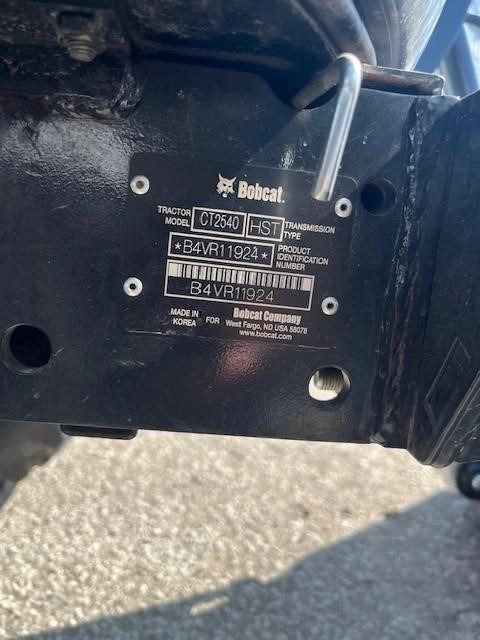 Bobcat.
TRACTOR MODEL CT2540 HST TRANSMISSION TYPE
*B4VR11924* PRODUCT IDENTIFICATION NUMBER
B4VR11924
MADE IN KOREA FOR Bobcat Company
West Fargo, ND USA 58078
www.bobcat.com